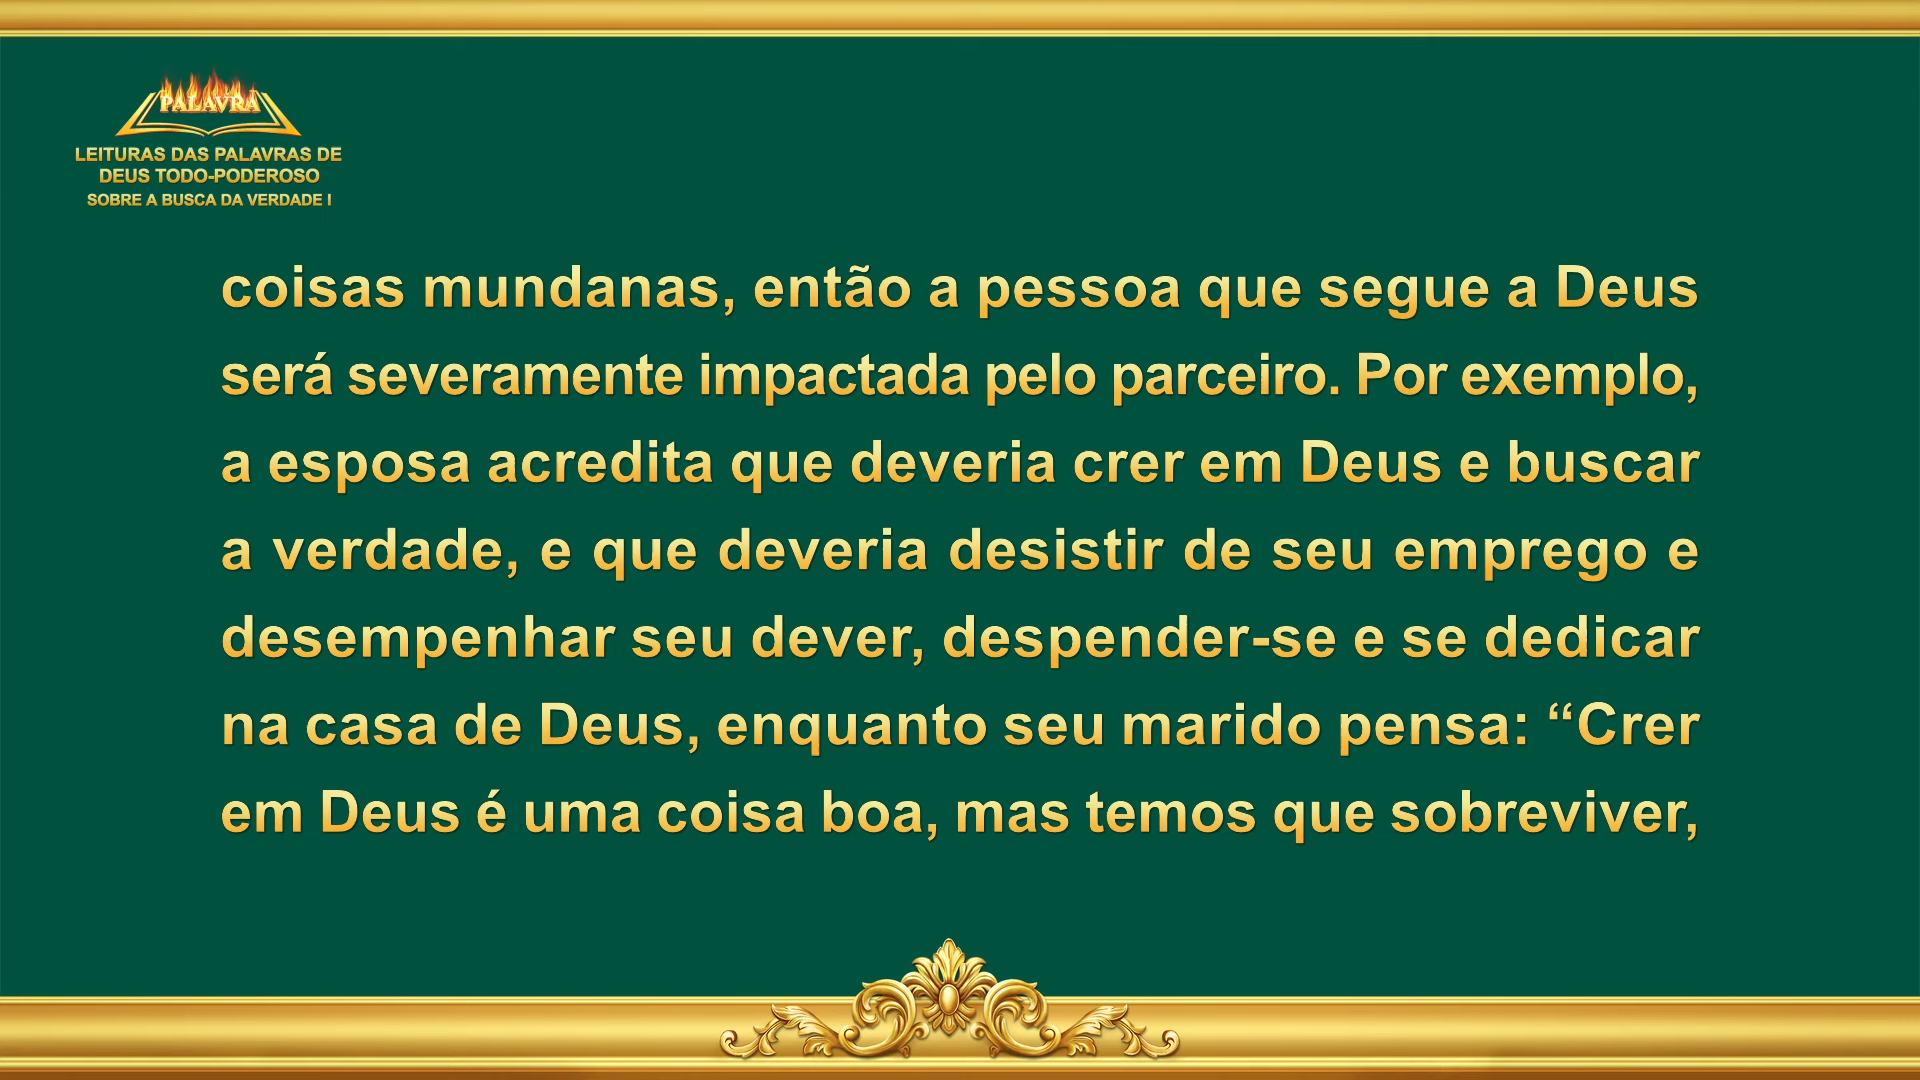 PALAVRA
LEITURAS DAS PALAVRAS DE
DEUS TODO-PODEROSO
SOBRE A BUSCA DA VERDADE I
coisas mundanas, então a pessoa que segue a Deus
será severamente impactada pelo parceiro. Por exemplo,
a esposa acredita que deveria crer em Deus e buscar
a verdade, e que deveria desistir de seu emprego e
desempenhar seu dever, despender-se e se dedicar
na casa de Deus, enquanto seu marido pensa: “Crer
em Deus é uma coisa boa, mas temos que sobreviver,